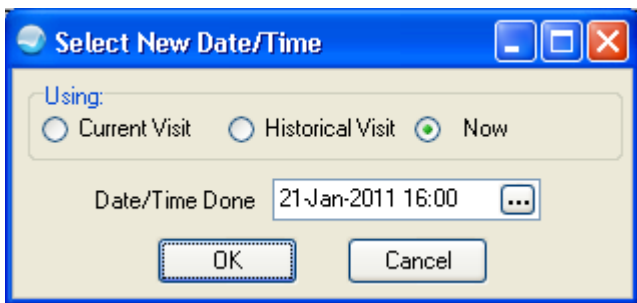 Select New Date/Time
Using:
Current Visit Historical Visit Now
Date/Time Done 21-Jan-2011 16:00 ...
OK Cancel